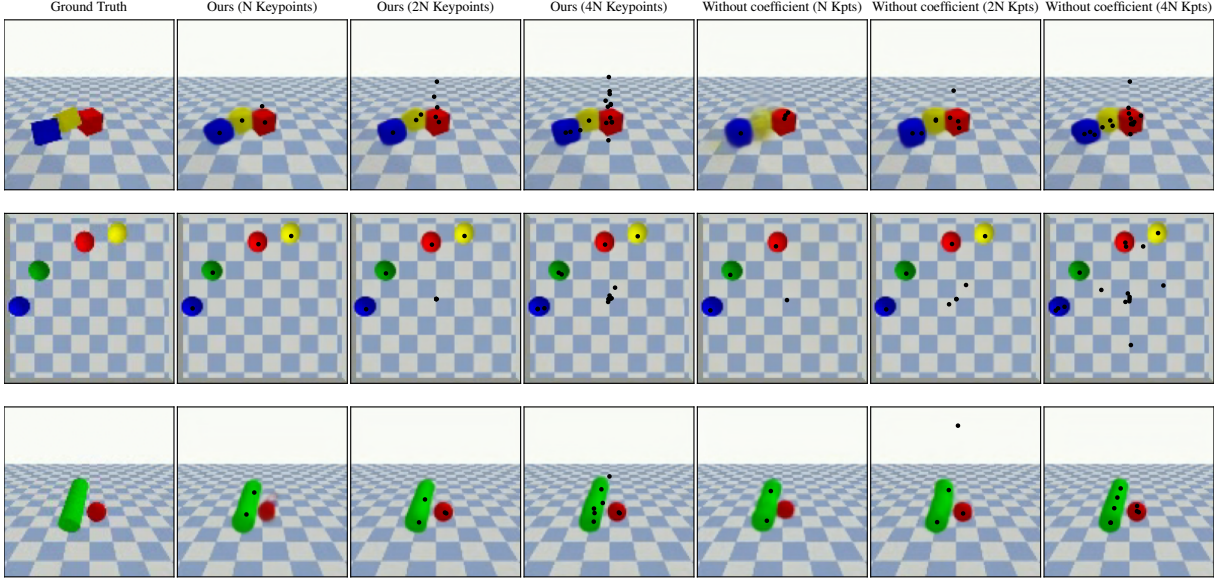 Ground Truth
Ours (N Keypoints)
Ours (2N Keypoints)
Ours (4N Keypoints)
Without coefficient (N Kpts)
Without coefficient (2N Kpts)
Without coefficient (4N Kpts)